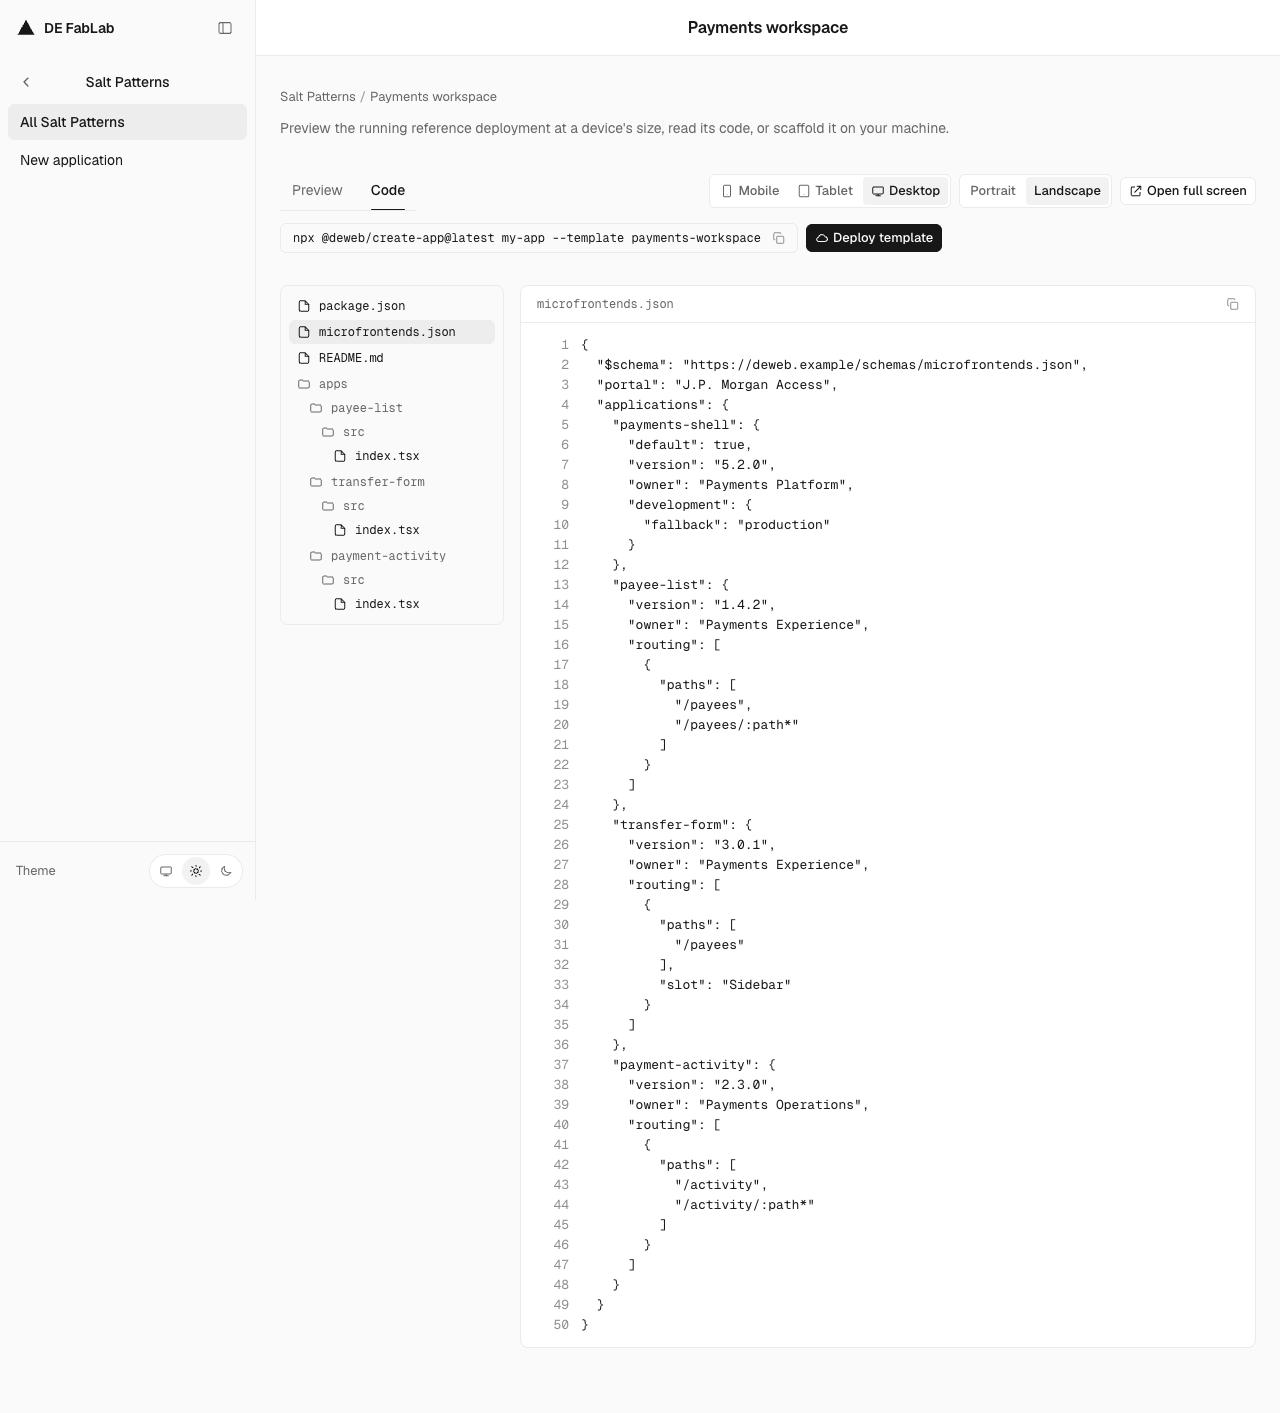 DE FabLab
Payments workspace
Salt Patterns
All Salt Patterns
New application
Salt Patterns / Payments workspace
Preview the running reference deployment at a device's size, read its code, or scaffold it on your machine.
Preview Code
Mobile Tablet Desktop
Portrait Landscape
Open full screen
npx @deweb/create-app@latest my-app --template payments-workspace
Deploy template
package.json
microfrontends.json
README.md
apps
payee-list
src
index.tsx
transfer-form
src
index.tsx
payment-activity
src
index.tsx
microfrontends.json
1 {
2   "$schema": "https://deweb.example/schemas/microfrontends.json",
3   "portal": "J.P. Morgan Access",
4   "applications": {
5     "payments-shell": {
6       "default": true,
7       "version": "5.2.0",
8       "owner": "Payments Platform",
9       "development": {
10         "fallback": "production"
11       }
12     },
13     "payee-list": {
14       "version": "1.4.2",
15       "owner": "Payments Experience",
16       "routing": [
17         {
18           "paths": [
19             "/payees",
20             "/payees/:path*"
21           ]
22         }
23       ]
24     },
25     "transfer-form": {
26       "version": "3.0.1",
27       "owner": "Payments Experience",
28       "routing": [
29         {
30           "paths": [
31             "/payees"
32           ],
33           "slot": "Sidebar"
34         }
35       ]
36     },
37     "payment-activity": {
38       "version": "2.3.0",
39       "owner": "Payments Operations",
40       "routing": [
41         {
42           "paths": [
43             "/activity",
44             "/activity/:path*"
45           ]
46         }
47       ]
48     }
49   }
50 }
Theme